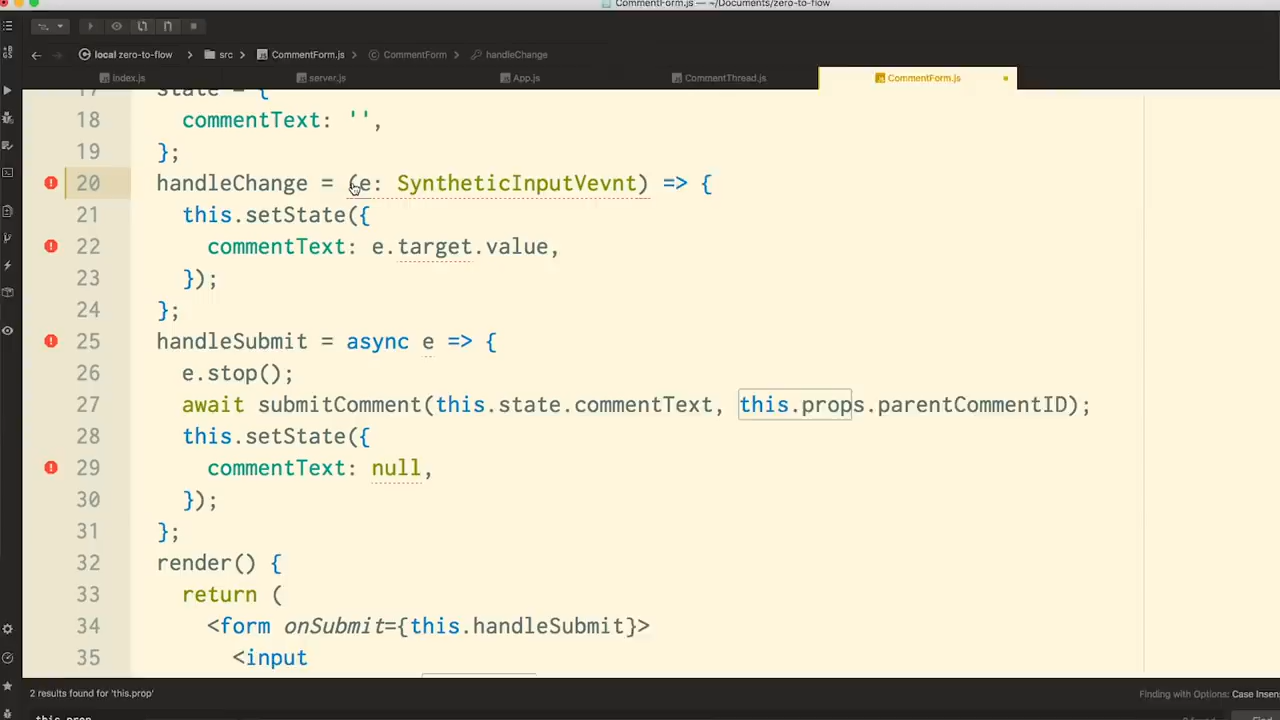 CommentForm.js — ~/Documents/zero-to-flow
local zero-to-flow > src > CommentForm.js > CommentForm > handleChange
index.js server.js App.js CommentThread.js CommentForm.js
17 state = {
18 commentText: '',
19 };
20 handleChange = (e: SyntheticInputVevnt) => {
21 this.setState({
22 commentText: e.target.value,
23 });
24 };
25 handleSubmit = async e => {
26 e.stop();
27 await submitComment(this.state.commentText, this.props.parentCommentID);
28 this.setState({
29 commentText: null,
30 });
31 };
32 render() {
33 return (
34 <form onSubmit={this.handleSubmit}>
35 <input
2 results found for 'this.prop' Finding with Options: Case Insen
this.prop